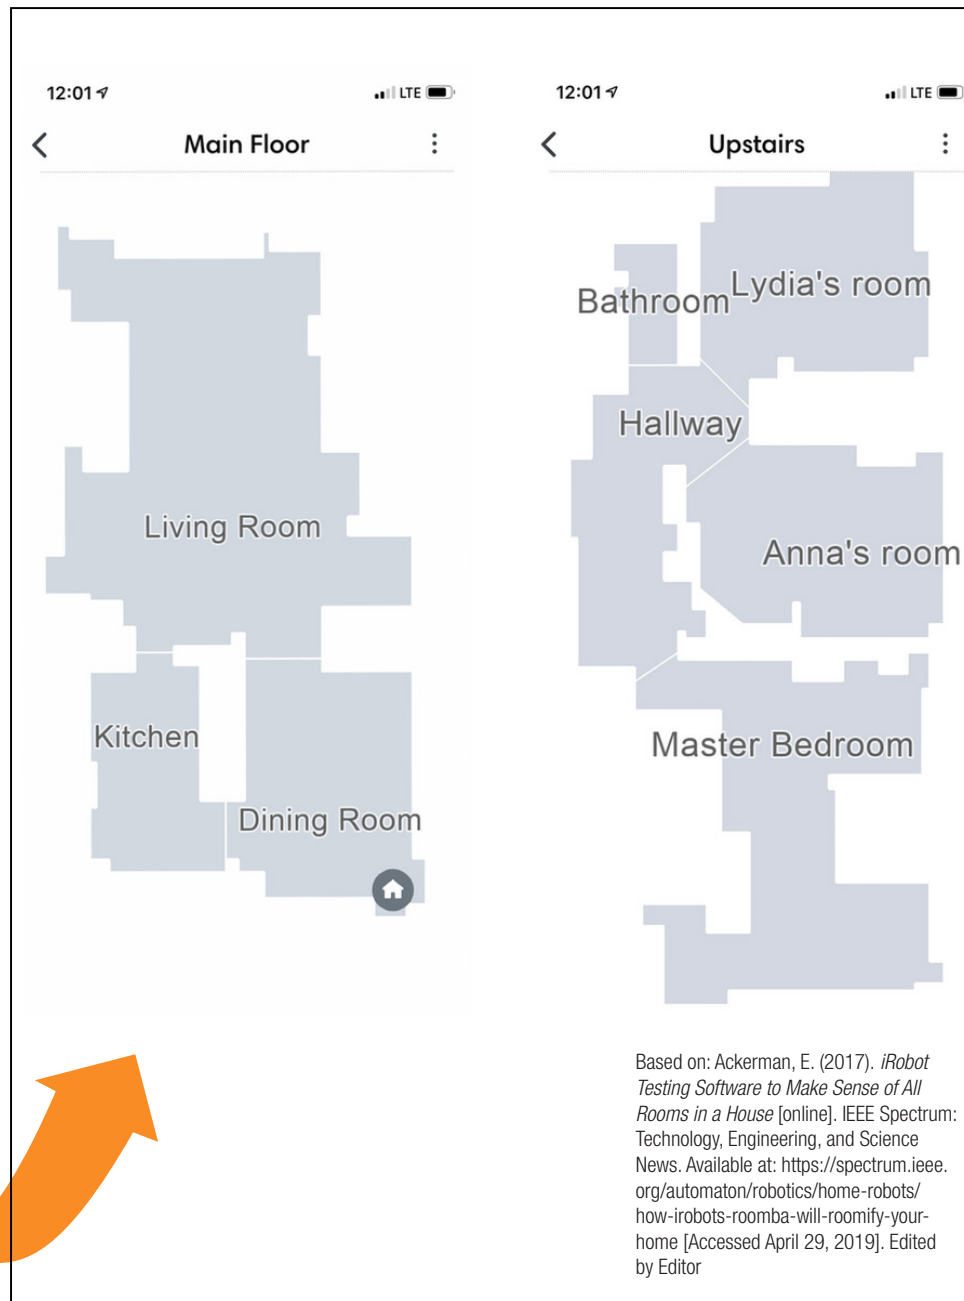 12:01
LTE
Main Floor
Living Room
Kitchen
Dining Room
12:01
LTE
Upstairs
Lydia's room
Bathroom
Hallway
Anna's room
Master Bedroom
Based on: Ackerman, E. (2017). iRobot
Testing Software to Make Sense of All
Rooms in a House [online]. IEEE Spectrum:
Technology, Engineering, and Science
News. Available at: https://spectrum.ieee.
org/automaton/robotics/home-robots/
how-irobots-roomba-will-roomify-your-
home [Accessed April 29, 2019]. Edited
by Editor